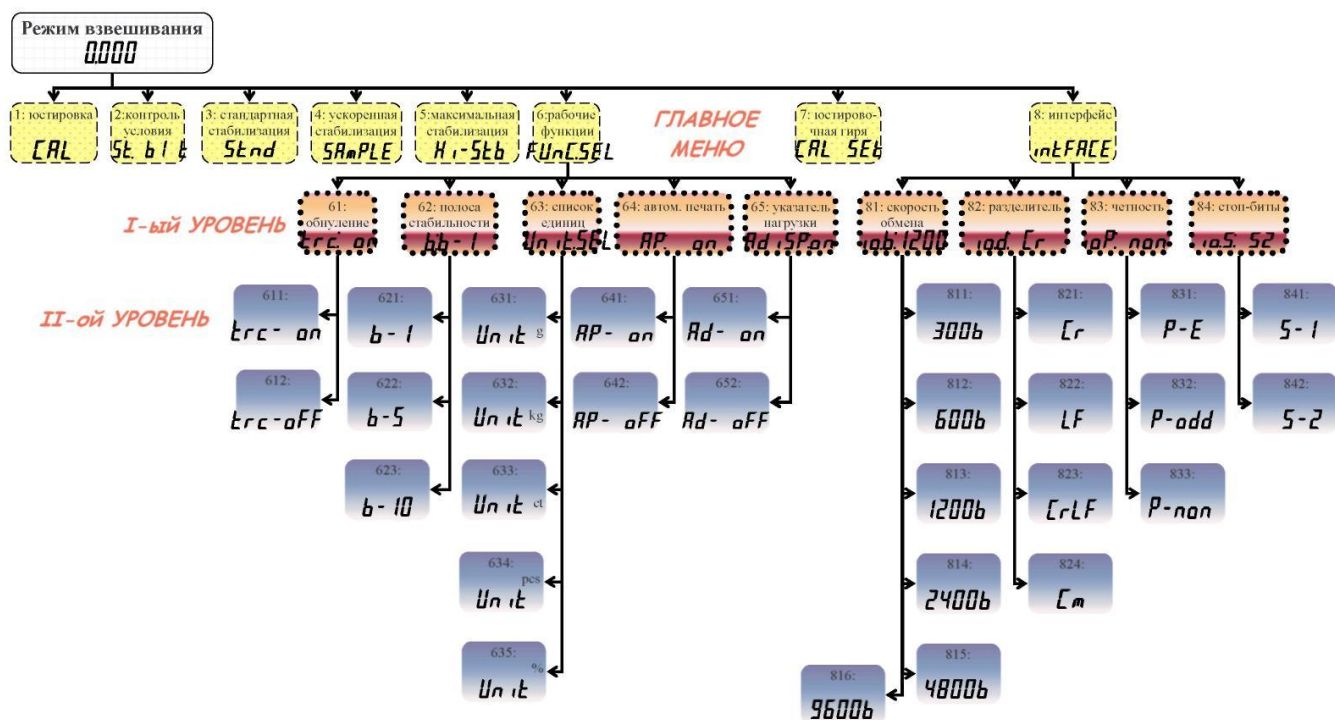 Режим взвешивания
0.000
1: юстировка
CAL
2:контроль
условия
St. bIt
3: стандартная
стабилизация
Stnd
4: ускоренная
стабилизация
SAmPLE
5:максимальная
стабилизация
Hi-Stb
6:рабочие
функции
FUnC.SEL
ГЛАВНОЕ
МЕНЮ
7: юстирово-
чная гиря
CAL SEt
8: интерфейс
intFACE
I-ый УРОВЕНЬ
61:
обнуление
trc: on
62: полоса
стабильности
bb-1
63: список
единиц
Unit.SEL
64: автом. печать
AP. on
65: указатель
нагрузки
AdiSP.on
81: скорость
обмена
iob:1200
82: разделитель
iod: Cr
83: четность
ioP. non
84: стоп-биты
ioS: S2
II-ой УРОВЕНЬ
611:
trc- on
621:
b-1
631:
Unit g
641:
AP- on
651:
Ad- on
811:
300b
821:
Cr
831:
P-E
841:
S-1
612:
trc-oFF
622:
b-5
632:
Unit kg
642:
AP- oFF
652:
Ad- oFF
812:
600b
822:
LF
832:
P-odd
842:
S-2
623:
b-10
633:
Unit ct
813:
1200b
823:
CrLF
833:
P-non
634:
pcs
Unit
814:
2400b
824:
Cm
635:
%
Unit
815:
4800b
816:
9600b